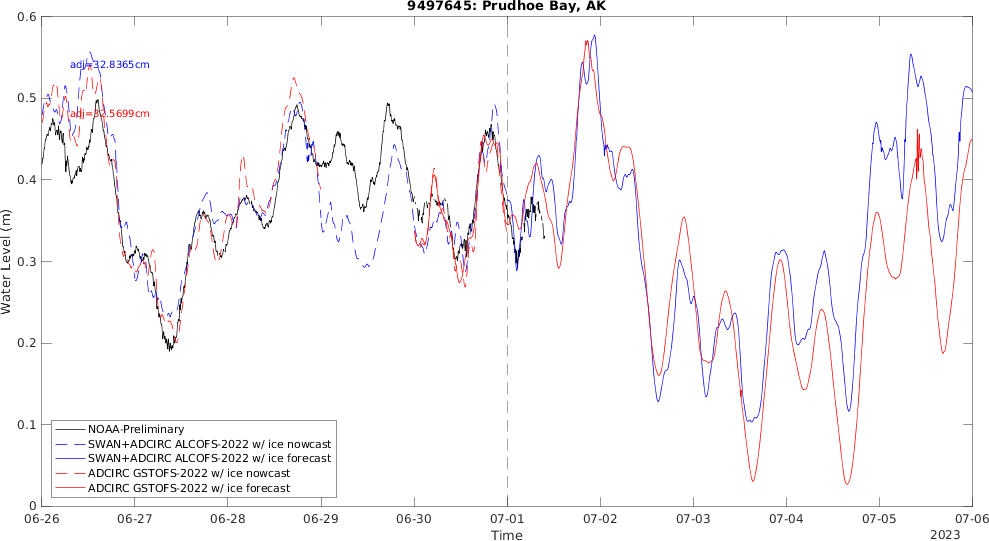 9497645: Prudhoe Bay, AK
0.6
0.5
0.4
0.3
0.2
0.1
0
Water Level (m)
adj=32.8365cm
adj=32.5699cm
NOAA-Preliminary
SWAN+ADCIRC ALCOFS-2022 w/ ice nowcast
SWAN+ADCIRC ALCOFS-2022 w/ ice forecast
ADCIRC GSTOFS-2022 w/ ice nowcast
ADCIRC GSTOFS-2022 w/ ice forecast
06-26 06-27 06-28 06-29 06-30 07-01 07-02 07-03 07-04 07-05 07-06
Time 2023